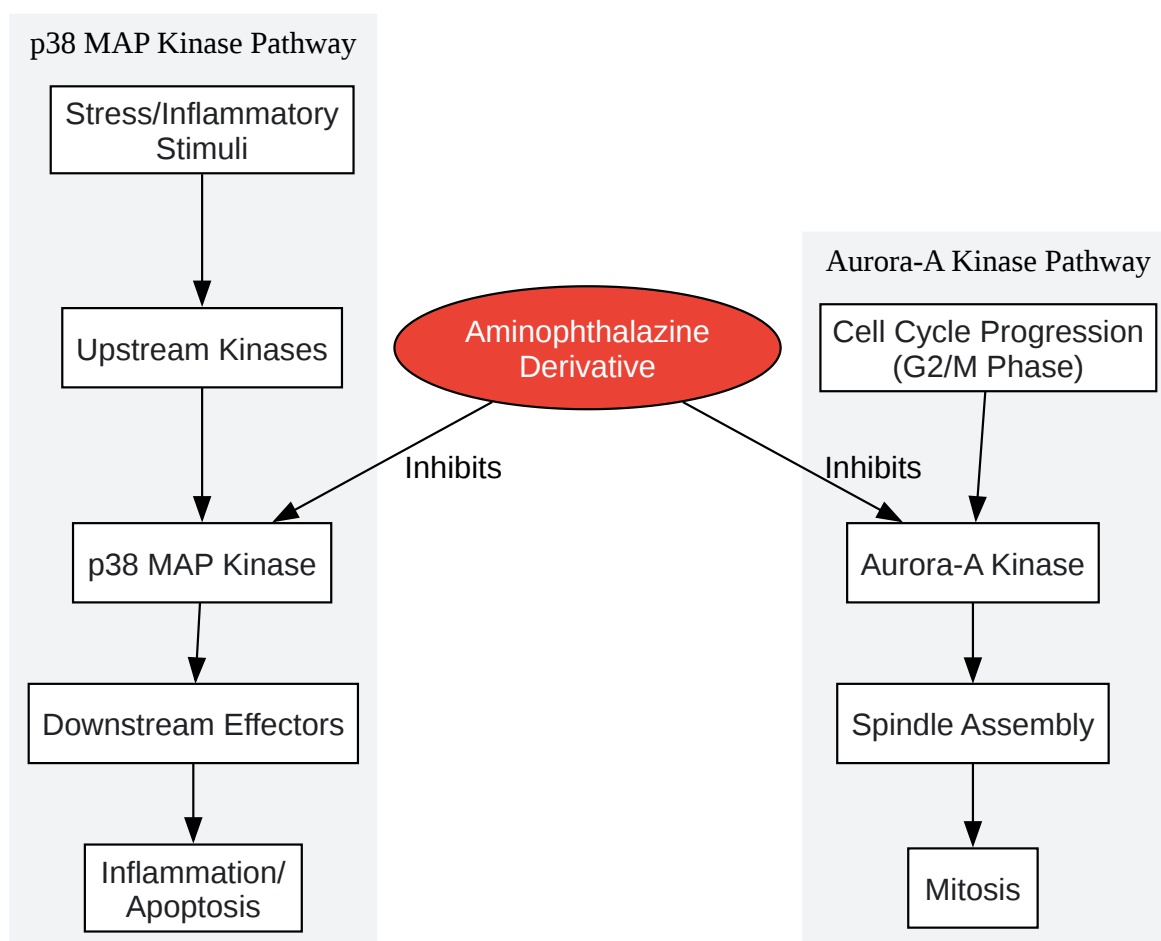 p38 MAP Kinase Pathway
Stress/Inflammatory
Stimuli
Upstream Kinases
p38 MAP Kinase
Downstream Effectors
Inflammation/
Apoptosis
Aminophthalazine
Derivative
Inhibits
Inhibits
Aurora-A Kinase Pathway
Cell Cycle Progression
(G2/M Phase)
Aurora-A Kinase
Spindle Assembly
Mitosis